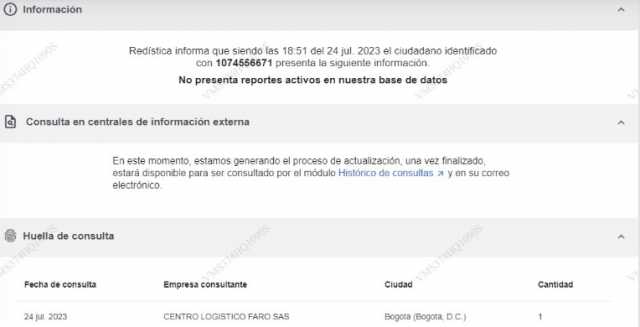 Información
Redística informa que siendo las 18:51 del 24 jul. 2023 el ciudadano identificado
con 1074556671 presenta la siguiente información.
No presenta reportes activos en nuestra base de datos
Consulta en centrales de información externa
En este momento, estamos generando el proceso de actualización, una vez finalizado,
estará disponible para ser consultado por el módulo Histórico de consultas ↗ y en su correo
electrónico.
Huella de consulta
Fecha de consulta Empresa consultante Ciudad Cantidad
24 jul. 2023 CENTRO LOGISTICO FARO SAS Bogotá (Bogotá, D.C.) 1